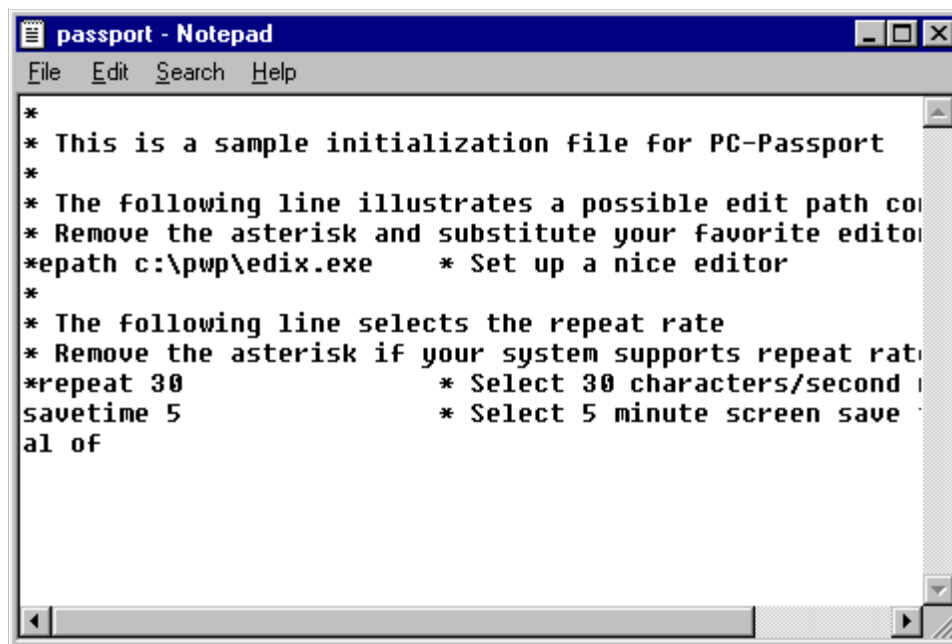 passport - Notepad
File Edit Search Help
*
* This is a sample initialization file for PC-Passport
*
* The following line illustrates a possible edit path
* Remove the asterisk and substitute your favorite
*epath c:\pwp\edix.exe    * Set up a nice editor
*
* The following line selects the repeat rate
* Remove the asterisk if your system supports repeat
*repeat 30               * Select 30 characters/second
savetime 5               * Select 5 minute screen save
al of